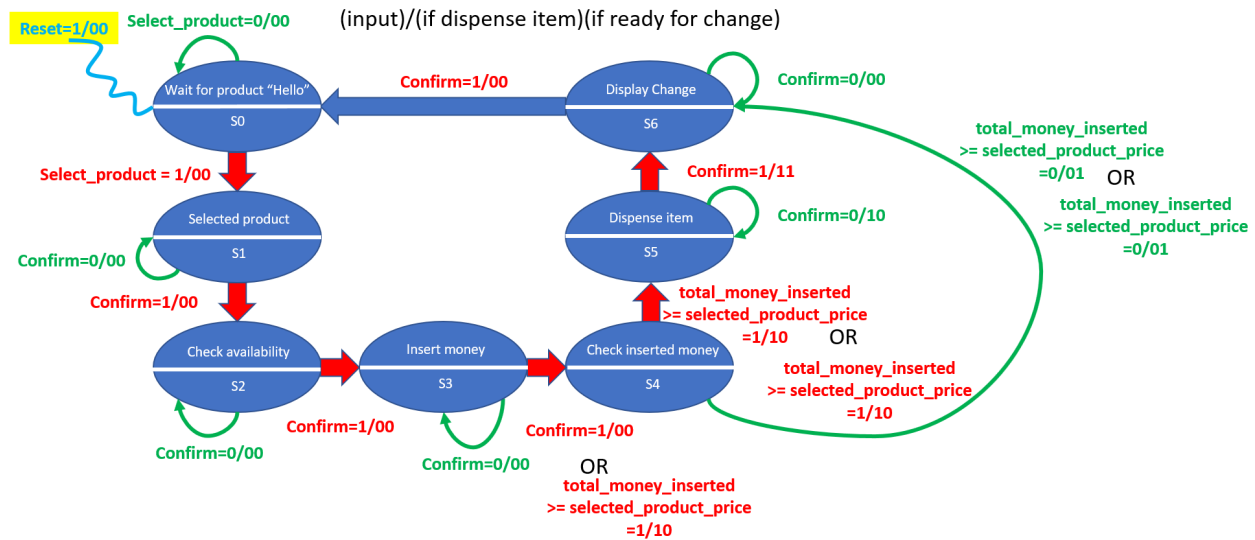 (input)/(if dispense item)(if ready for change)
Reset=1/00
Select_product=0/00
Wait for product “Hello”
S0
Confirm=1/00
Display Change
S6
Confirm=0/00
Select_product = 1/00
Confirm=1/11
total_money_inserted
>= selected_product_price
=0/01
OR
total_money_inserted
>= selected_product_price
=0/01
Selected product
S1
Confirm=0/00
Confirm=1/00
Dispense item
S5
Confirm=0/10
total_money_inserted
>= selected_product_price
=1/10
OR
total_money_inserted
>= selected_product_price
=1/10
Check availability
S2
Confirm=0/00
Confirm=1/00
Insert money
S3
Confirm=0/00
Check inserted money
S4
Confirm=1/00
OR
total_money_inserted
>= selected_product_price
=1/10